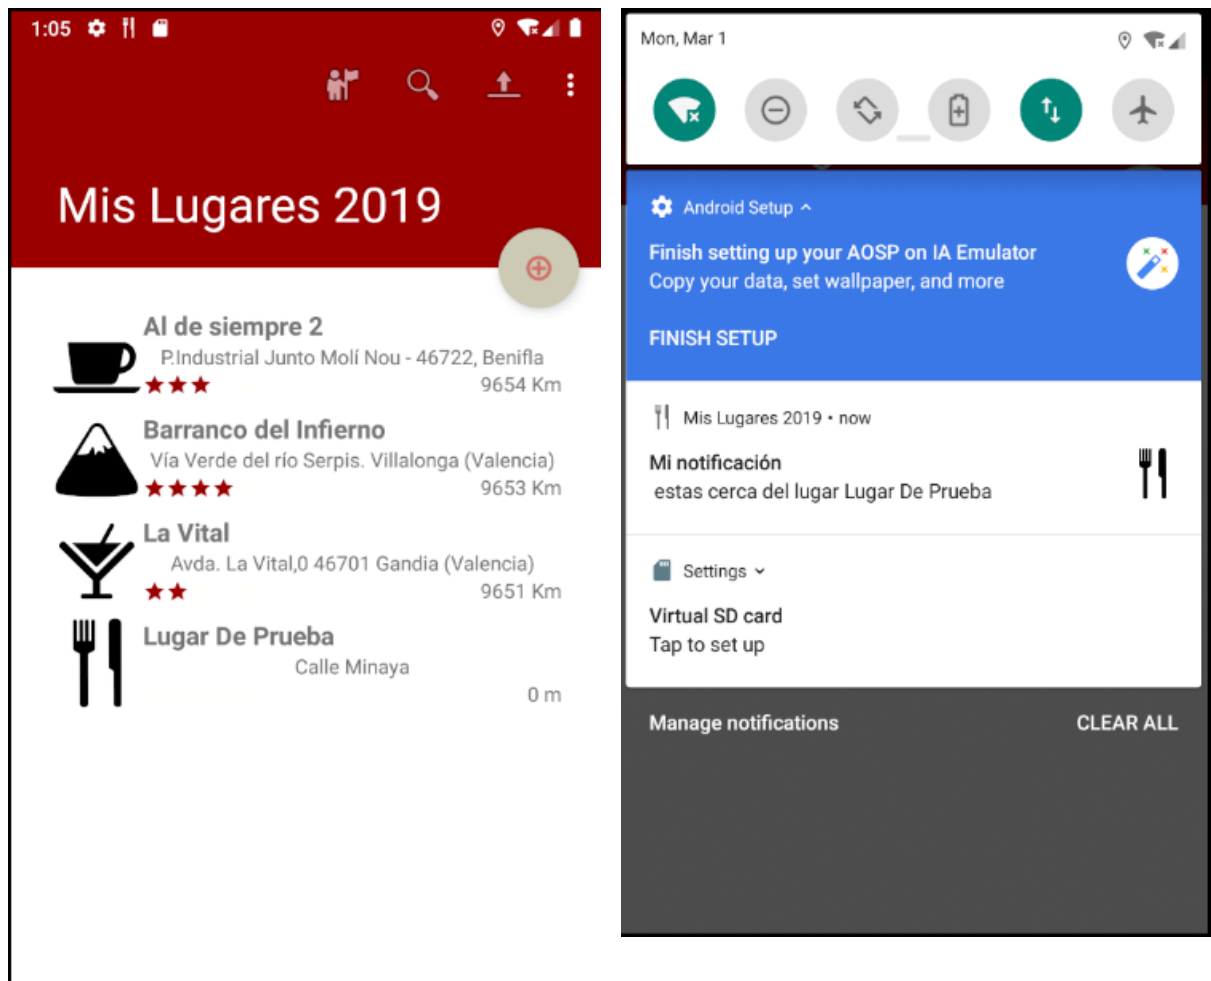 1:05
Mis Lugares 2019
Al de siempre 2
P.Industrial Junto Molí Nou - 46722, Benifla
9654 Km
Barranco del Infierno
Vía Verde del río Serpis. Villalonga (Valencia)
9653 Km
La Vital
Avda. La Vital,0 46701 Gandia (Valencia)
9651 Km
Lugar De Prueba
Calle Minaya
0 m
Mon, Mar 1
Android Setup
Finish setting up your AOSP on IA Emulator
Copy your data, set wallpaper, and more
FINISH SETUP
Mis Lugares 2019 • now
Mi notificación
estas cerca del lugar Lugar De Prueba
Settings
Virtual SD card
Tap to set up
Manage notifications CLEAR ALL